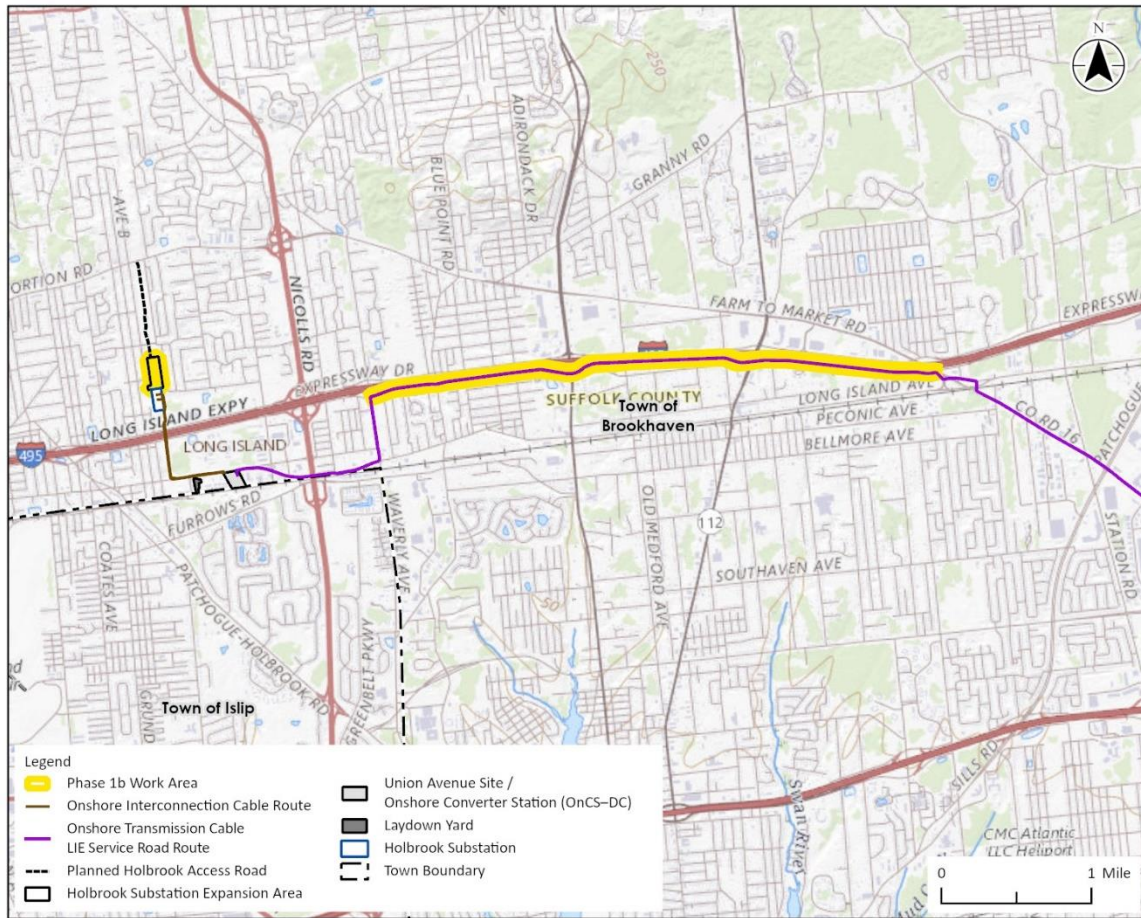 N
250
ADIRONDACK DR
BLUE POINT RD
GRANNY RD
AVE B
NICOLLS RD
FARM TO MARKET RD
EXPRESSWAY DR
LONG ISLAND EXPY
495
LONG ISLAND
SUFFOLK COUNTY
Town of
Brookhaven
LONG ISLAND AVE
PECONIC AVE
BELLMORE AVE
CO RD 16
PATCHOGUE
STATION RD
FURROWS RD
WAVERLY AVE
COATES AVE
PATCHOGUE-HOLBROOK RD
OLD MEDFORD AVE
112
SOUTHAVEN AVE
50
GREENBELT PKWY
Town of Islip
GRUND
Swan River
SILLS RD
CMC Atlantic
LLC Heliport
Legend
Phase 1b Work Area
Onshore Interconnection Cable Route
Onshore Transmission Cable
LIE Service Road Route
Planned Holbrook Access Road
Holbrook Substation Expansion Area
Union Avenue Site /
Onshore Converter Station (OnCS–DC)
Laydown Yard
Holbrook Substation
Town Boundary
0 1 Mile